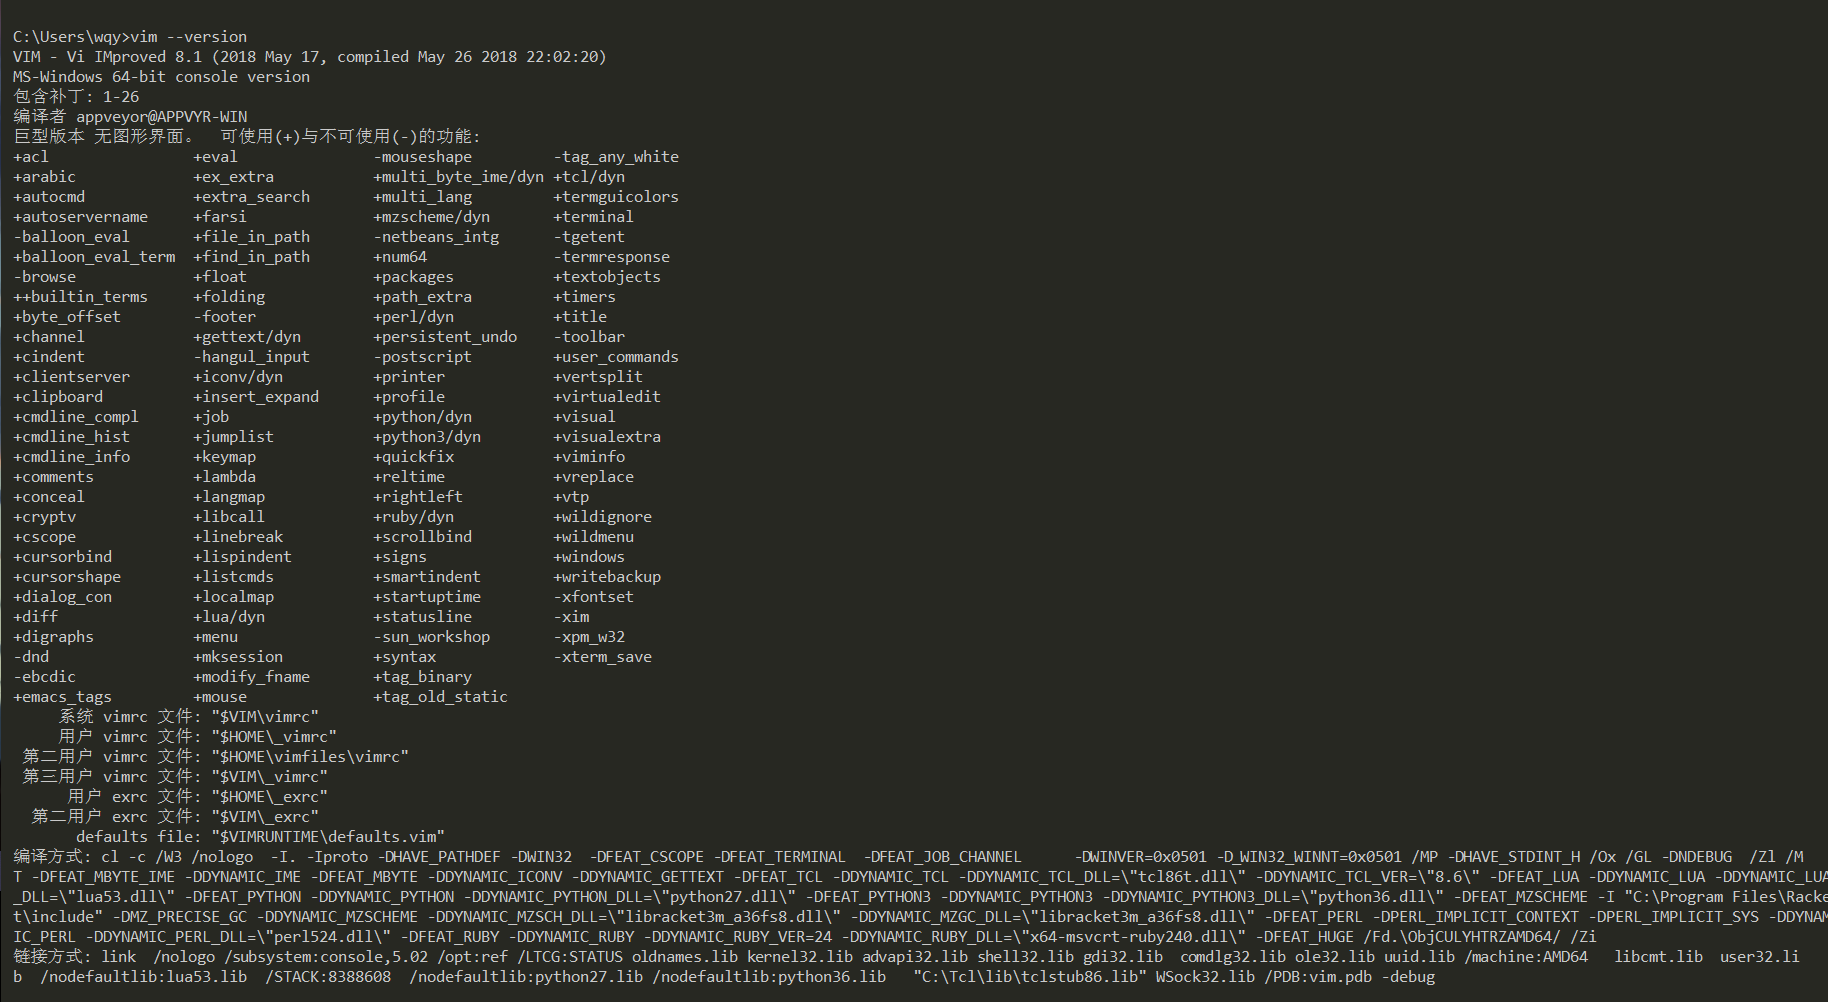 C:\Users\wqy>vim --version
VIM - Vi IMproved 8.1 (2018 May 17, compiled May 26 2018 22:02:20)
MS-Windows 64-bit console version
包含补丁: 1-26
编译者 appveyor@APPVYR-WIN
巨型版本 无图形界面。  可使用(+)与不可使用(-)的功能:
+acl                +eval               -mouseshape         -tag_any_white
+arabic             +ex_extra           +multi_byte_ime/dyn +tcl/dyn
+autocmd            +extra_search       +multi_lang         +termguicolors
+autoservername     +farsi              +mzscheme/dyn       +terminal
-balloon_eval       +file_in_path       -netbeans_intg      -tgetent
+balloon_eval_term  +find_in_path       +num64              -termresponse
-browse             +float              +packages           +textobjects
++builtin_terms     +folding            +path_extra         +timers
+byte_offset        -footer             +perl/dyn           +title
+channel            +gettext/dyn        +persistent_undo    -toolbar
+cindent            -hangul_input       -postscript         +user_commands
+clientserver       +iconv/dyn          +printer            +vertsplit
+clipboard          +insert_expand      +profile            +virtualedit
+cmdline_compl      +job                +python/dyn         +visual
+cmdline_hist       +jumplist           +python3/dyn        +visualextra
+cmdline_info       +keymap             +quickfix           +viminfo
+comments           +lambda             +reltime            +vreplace
+conceal            +langmap            +rightleft          +vtp
+cryptv             +libcall            +ruby/dyn           +wildignore
+cscope             +linebreak          +scrollbind         +wildmenu
+cursorbind         +lispindent         +signs              +windows
+cursorshape        +listcmds           +smartindent        +writebackup
+dialog_con         +localmap           +startuptime        -xfontset
+diff               +lua/dyn            +statusline         -xim
+digraphs           +menu               -sun_workshop       -xpm_w32
-dnd                +mksession          +syntax             -xterm_save
-ebcdic             +modify_fname       +tag_binary
+emacs_tags         +mouse              +tag_old_static
系统 vimrc 文件: "$VIM\vimrc"
用户 vimrc 文件: "$HOME\_vimrc"
第二用户 vimrc 文件: "$HOME\vimfiles\vimrc"
第三用户 vimrc 文件: "$VIM\_vimrc"
用户 exrc 文件: "$HOME\_exrc"
第二用户 exrc 文件: "$VIM\_exrc"
defaults file: "$VIMRUNTIME\defaults.vim"
编译方式: cl -c /W3 /nologo  -I. -Iproto -DHAVE_PATHDEF -DWIN32  -DFEAT_CSCOPE -DFEAT_TERMINAL  -DFEAT_JOB_CHANNEL      -DWINVER=0x0501 -D_WIN32_WINNT=0x0501 /MP -DHAVE_STDINT_H /Ox /GL -DNDEBUG  /Zl /M
T -DFEAT_MBYTE_IME -DDYNAMIC_IME -DFEAT_MBYTE -DDYNAMIC_ICONV -DDYNAMIC_GETTEXT -DFEAT_TCL -DDYNAMIC_TCL -DDYNAMIC_TCL_DLL=\"tcl86t.dll\" -DDYNAMIC_TCL_VER=\"8.6\" -DFEAT_LUA -DDYNAMIC_LUA -DDYNAMIC_LUA
_DLL=\"lua53.dll\" -DFEAT_PYTHON -DDYNAMIC_PYTHON -DDYNAMIC_PYTHON_DLL=\"python27.dll\" -DFEAT_PYTHON3 -DDYNAMIC_PYTHON3 -DDYNAMIC_PYTHON3_DLL=\"python36.dll\" -DFEAT_MZSCHEME -I "C:\Program Files\Racke
t\include" -DMZ_PRECISE_GC -DDYNAMIC_MZSCHEME -DDYNAMIC_MZSCH_DLL=\"libracket3m_a36fs8.dll\" -DDYNAMIC_MZGC_DLL=\"libracket3m_a36fs8.dll\" -DFEAT_PERL -DPERL_IMPLICIT_CONTEXT -DPERL_IMPLICIT_SYS -DDYNAM
IC_PERL -DDYNAMIC_PERL_DLL=\"perl524.dll\" -DFEAT_RUBY -DDYNAMIC_RUBY -DDYNAMIC_RUBY_VER=24 -DDYNAMIC_RUBY_DLL=\"x64-msvcrt-ruby240.dll\" -DFEAT_HUGE /Fd.\ObjCULYHTRZAMD64/ /Zi
链接方式: link  /nologo /subsystem:console,5.02 /opt:ref /LTCG:STATUS oldnames.lib kernel32.lib advapi32.lib shell32.lib gdi32.lib  comdlg32.lib ole32.lib uuid.lib /machine:AMD64   libcmt.lib  user32.li
b  /nodefaultlib:lua53.lib  /STACK:8388608  /nodefaultlib:python27.lib /nodefaultlib:python36.lib   "C:\Tcl\lib\tclstub86.lib" WSock32.lib /PDB:vim.pdb -debug